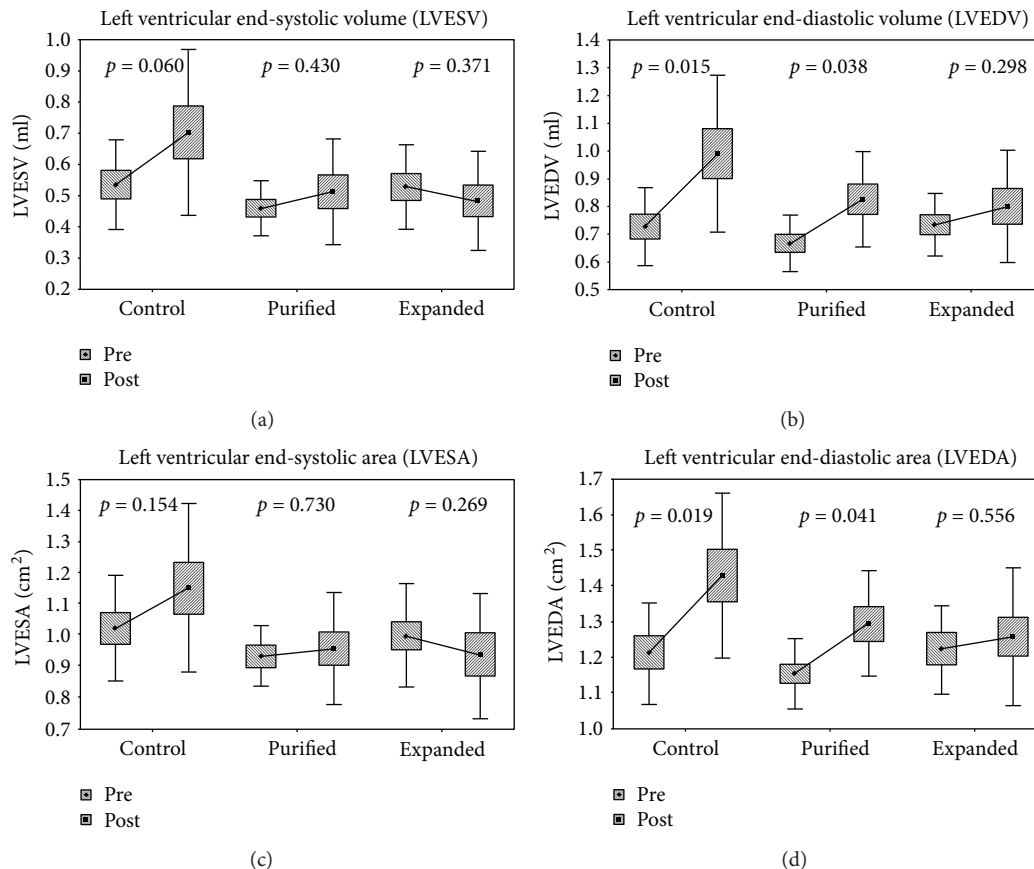 Left ventricular end-systolic volume (LVESV)
1.0
0.9
0.8
0.7
0.6
0.5
0.4
0.3
0.2
LVESV (ml)
p = 0.060
p = 0.430
p = 0.371
Control
Purified
Expanded
Pre
Post
(a)
Left ventricular end-diastolic volume (LVEDV)
1.4
1.3
1.2
1.1
1.0
0.9
0.8
0.7
0.6
0.5
LVEDV (ml)
p = 0.015
p = 0.038
p = 0.298
Control
Purified
Expanded
Pre
Post
(b)
Left ventricular end-systolic area (LVESA)
1.5
1.4
1.3
1.2
1.1
1.0
0.9
0.8
0.7
LVESA (cm²)
p = 0.154
p = 0.730
p = 0.269
Control
Purified
Expanded
Pre
Post
(c)
Left ventricular end-diastolic area (LVEDA)
1.7
1.6
1.5
1.4
1.3
1.2
1.1
1.0
LVEDA (cm²)
p = 0.019
p = 0.041
p = 0.556
Control
Purified
Expanded
Pre
Post
(d)